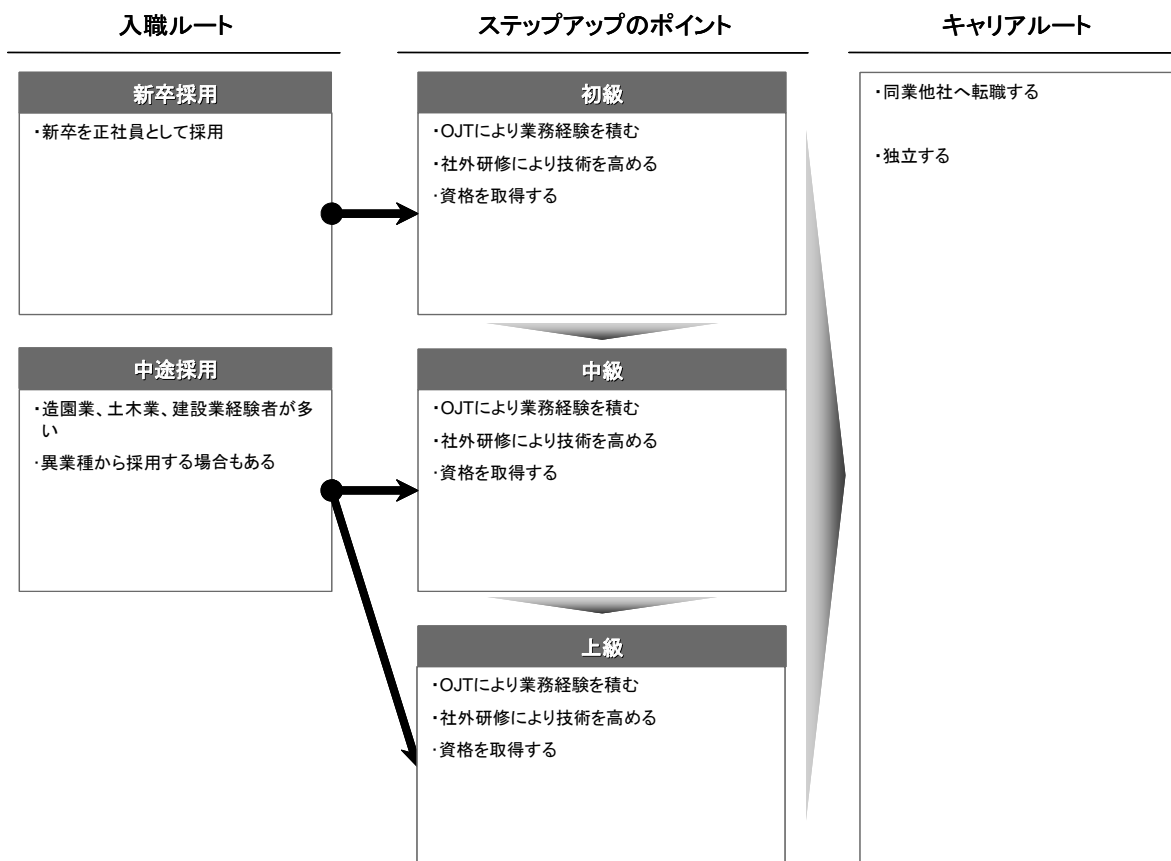 入職ルート
ステップアップのポイント
キャリアルート
新卒採用
・新卒を正社員として採用
初級
・OJTにより業務経験を積む
・社外研修により技術を高める
・資格を取得する
・同業他社へ転職する
・独立する
中途採用
・造園業、土木業、建設業経験者が多
い
・異業種から採用する場合もある
中級
・OJTにより業務経験を積む
・社外研修により技術を高める
・資格を取得する
上級
・OJTにより業務経験を積む
・社外研修により技術を高める
・資格を取得する